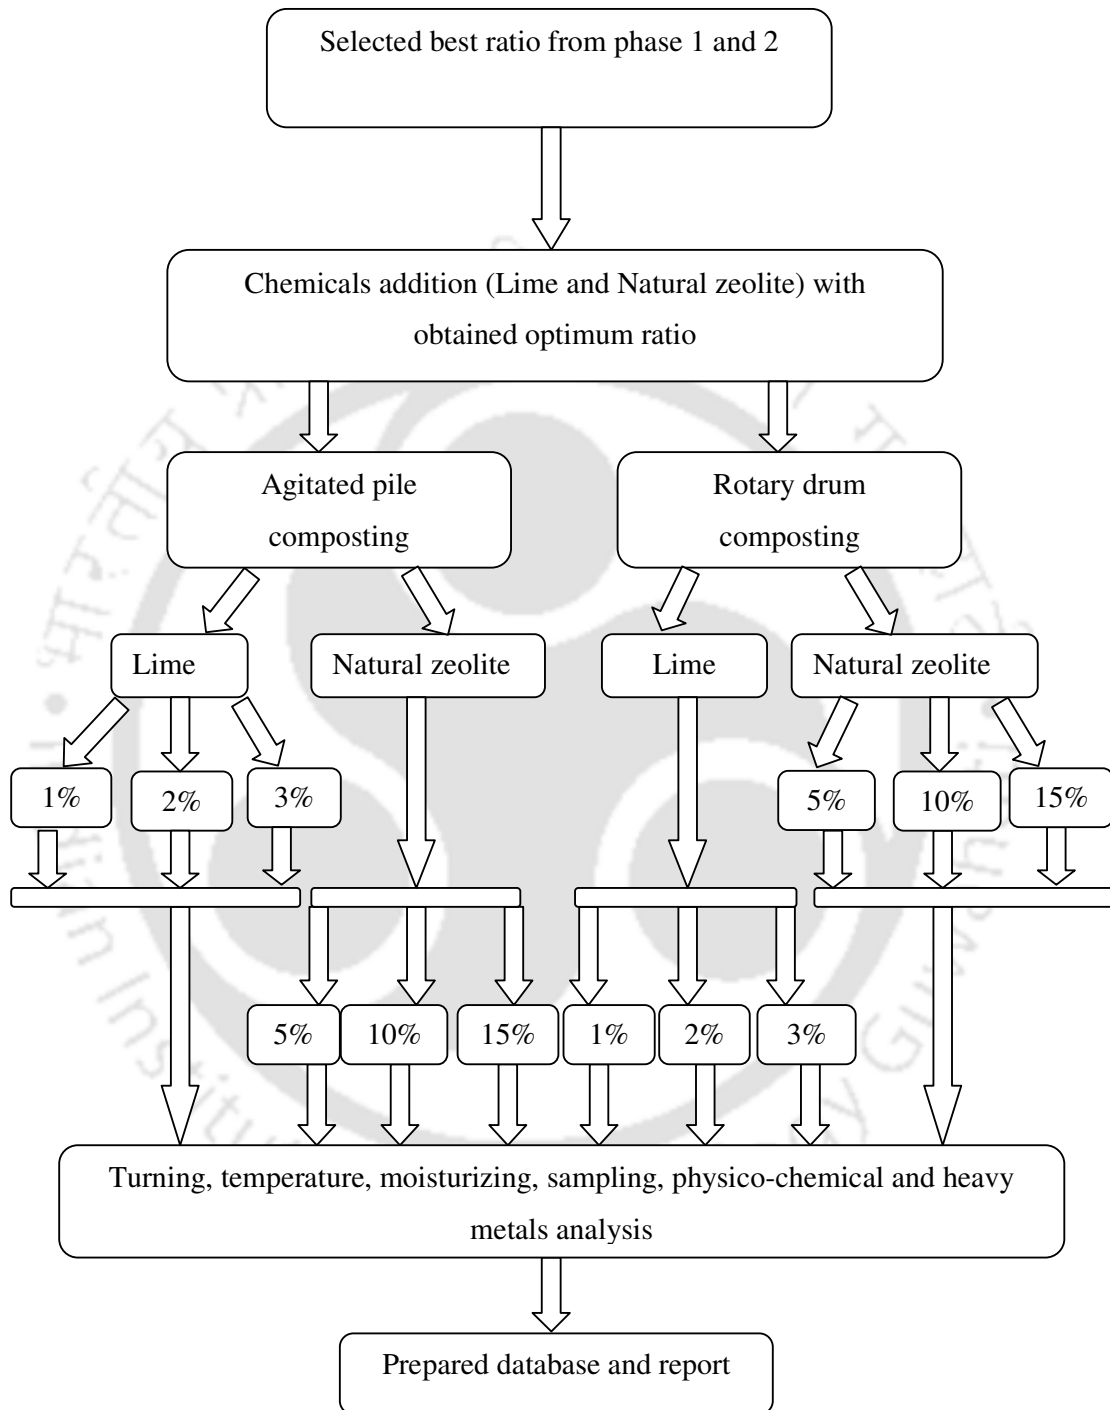 Selected best ratio from phase 1 and 2
Chemicals addition (Lime and Natural zeolite) with
obtained optimum ratio
Agitated pile
composting
Rotary drum
composting
Lime
Natural zeolite
Lime
Natural zeolite
1%
2%
3%
5%
10%
15%
5%
10%
15%
1%
2%
3%
Turning, temperature, moisturizing, sampling, physico-chemical and heavy
metals analysis
Prepared database and report